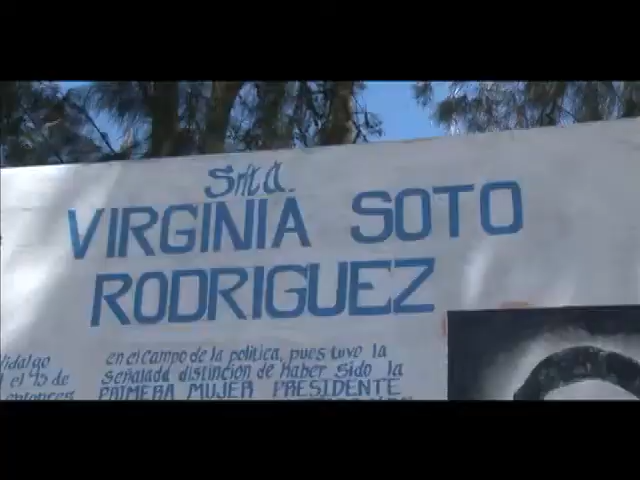 Srita.
VIRGINIA SOTO
RODRIGUEZ
Hidalgo
el 15 de
entonces
en el campo de la politica, pues tuvo la
señalada distinción de haber sido la
PRIMERA MUJER PRESIDENTE